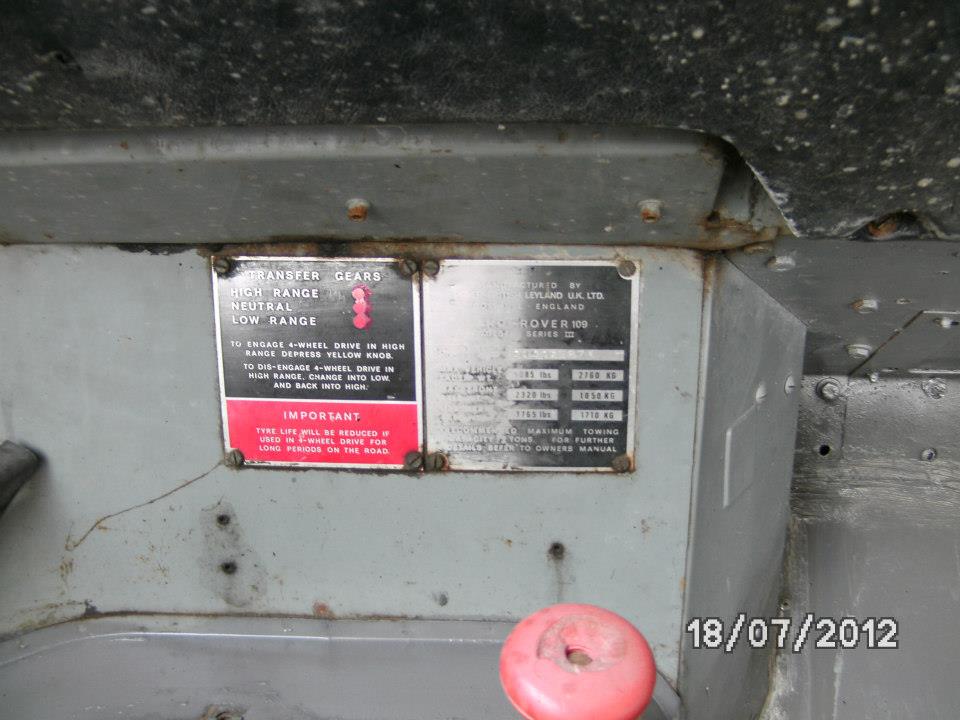 TRANSFER GEARS
HIGH RANGE
NEUTRAL
LOW RANGE
TO ENGAGE 4-WHEEL DRIVE IN HIGH
RANGE DEPRESS YELLOW KNOB.
TO DIS-ENGAGE 4-WHEEL DRIVE IN
HIGH RANGE, CHANGE INTO LOW,
AND BACK INTO HIGH.
IMPORTANT
TYRE LIFE WILL BE REDUCED IF
USED IN 4-WHEEL DRIVE FOR
LONG PERIODS ON THE ROAD.
BY
LEYLAND U.K. LTD.
ENGLAND
ROVER 109
SERIES III
lbs 2760 KG
2320 lbs 1050 KG
1765 lbs 1710 KG
MAXIMUM TOWING
TONS. FOR FURTHER
REFER TO OWNERS MANUAL
18/07/2012